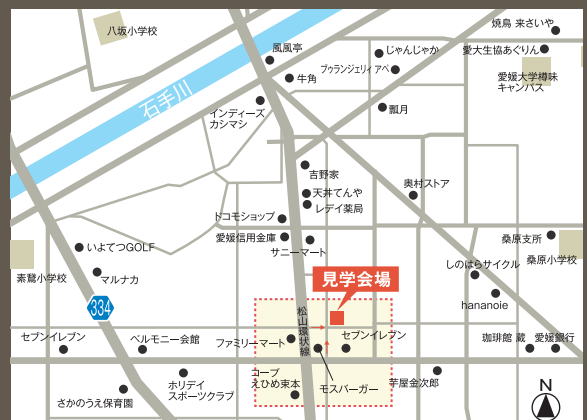 八坂小学校
焼鳥 来さいや
風風亭
じゃんじゃか
愛大生協あぐりん
牛角
ブゥランジェリィ アペ
愛媛大学樽味
キャンパス
石手川
インディーズ
カシマシ
瓢月
吉野家
奥村ストア
天丼てんや
レデイ薬局
ドコモショップ
愛媛信用金庫
サニーマート
桑原支所
いよてつGOLF
桑原小学校
しのはらサイクル
素鵞小学校
マルナカ
見学会場
hananoie
334
松山環状線
セブンイレブン
ベルモニー会館
ファミリーマート
セブンイレブン
珈琲館 蔵
愛媛銀行
コープ
えひめ束本
モスバーガー
芋屋金次郎
ホリデイ
スポーツクラブ
さかのうえ保育園
N